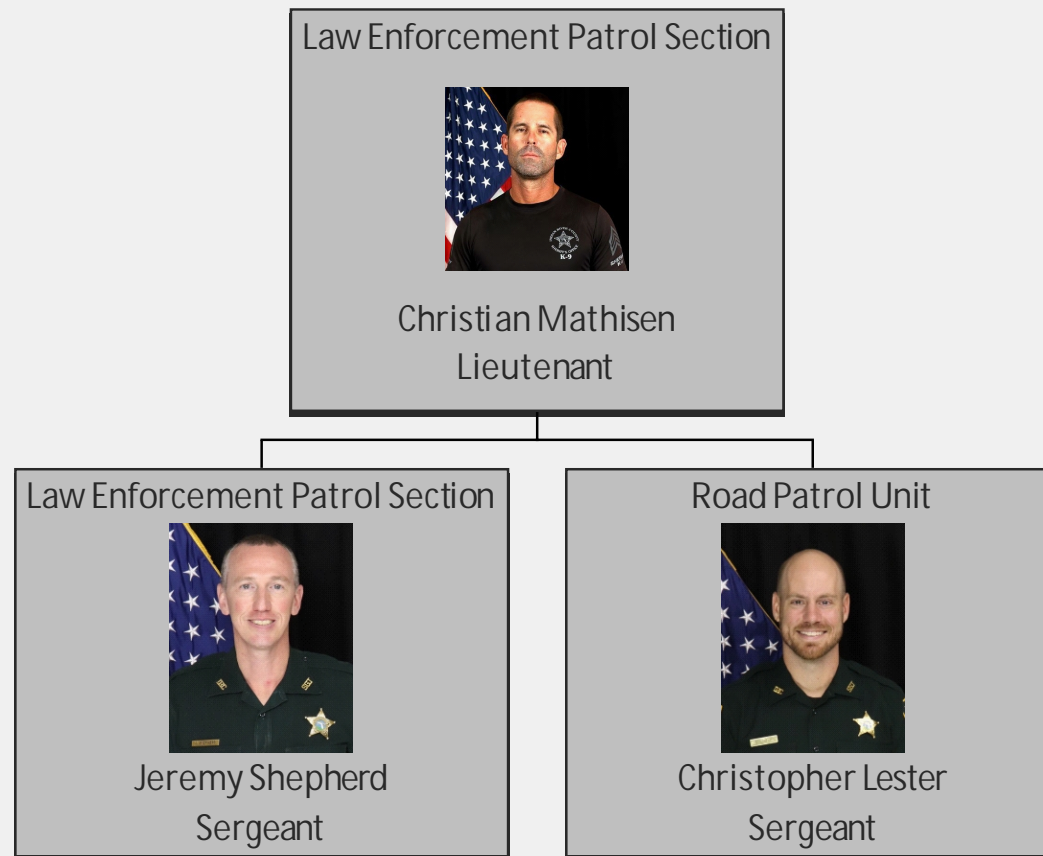 Law Enforcement Patrol Section
K-9
Christian Mathisen
Lieutenant
Law Enforcement Patrol Section
Road Patrol Unit
Jeremy Shepherd
Sergeant
Christopher Lester
Sergeant